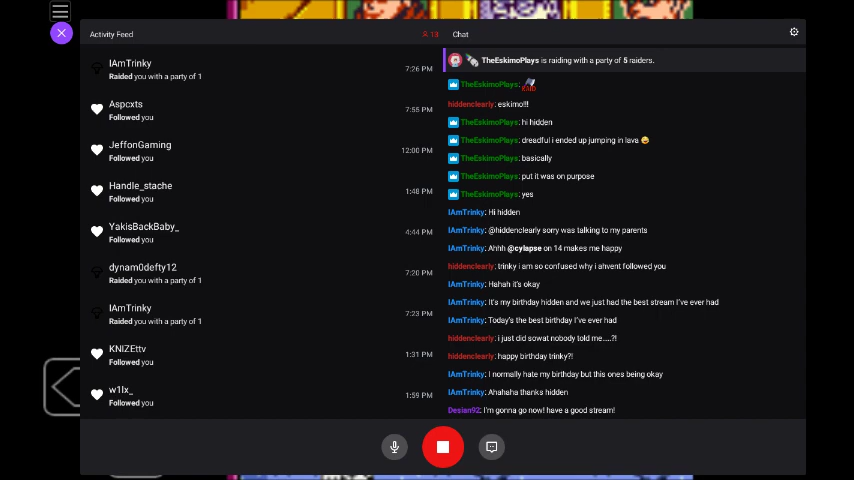 Activity Feed
13
Chat
IAmTrinky
Raided you with a party of 1
7:26 PM
Aspcxts
Followed you
7:55 PM
JeffonGaming
Followed you
12:00 PM
Handle_stache
Followed you
1:48 PM
YakisBackBaby_
Followed you
4:44 PM
dynam0defty12
Raided you with a party of 1
7:20 PM
IAmTrinky
Raided you with a party of 1
7:23 PM
KNIZEttv
Followed you
1:31 PM
w1lx_
Followed you
1:59 PM
TheEskimoPlays is raiding with a party of 5 raiders.
TheEskimoPlays: RAID
hiddenclearly: eskimo!!!
TheEskimoPlays: hi hidden
TheEskimoPlays: dreadful i ended up jumping in lava 😄
TheEskimoPlays: basically
TheEskimoPlays: put it was on purpose
TheEskimoPlays: yes
IAmTrinky: Hi hidden
IAmTrinky: @hiddenclearly sorry was talking to my parents
IAmTrinky: Ahhh @cylapse on 14 makes me happy
hiddenclearly: trinky i am so confused why i ahvent followed you
IAmTrinky: Hahah it's okay
IAmTrinky: It's my birthday hidden and we just had the best stream I've ever had
IAmTrinky: Today's the best birthday I've ever had
hiddenclearly: i just did sowat nobody told me.....?!
hiddenclearly: happy birthday trinky?!
IAmTrinky: I normally hate my birthday but this ones being okay
IAmTrinky: Ahahaha thanks hidden
Desian92: I'm gonna go now! have a good stream!